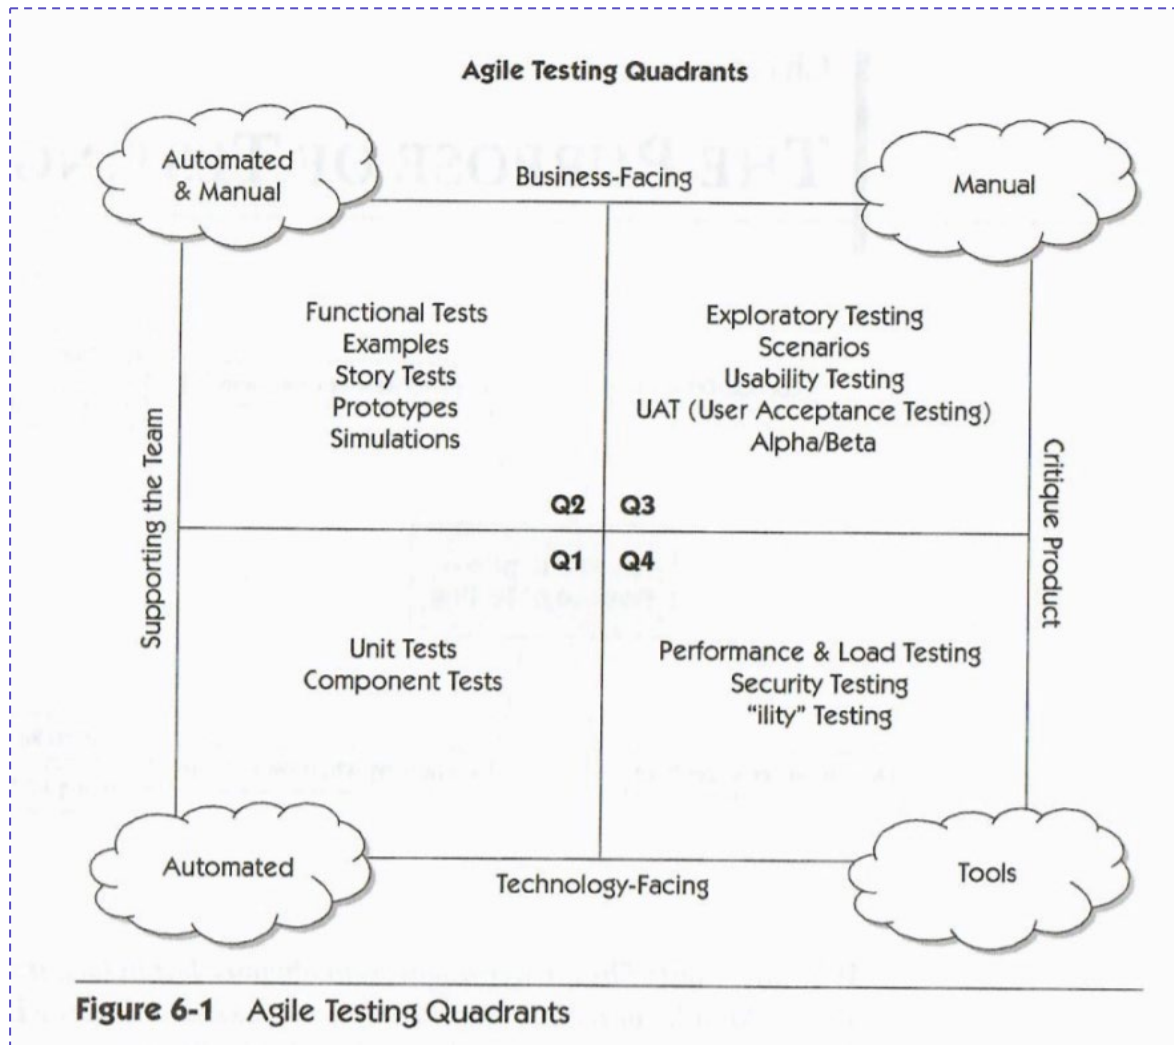 Agile Testing Quadrants
Automated
& Manual
Business-Facing
Manual
Functional Tests
Examples
Story Tests
Prototypes
Simulations
Exploratory Testing
Scenarios
Usability Testing
UAT (User Acceptance Testing)
Alpha/Beta
Supporting the Team
Critique Product
Q2
Q3
Q1
Q4
Unit Tests
Component Tests
Performance & Load Testing
Security Testing
"ility" Testing
Automated
Technology-Facing
Tools
Figure 6-1 Agile Testing Quadrants